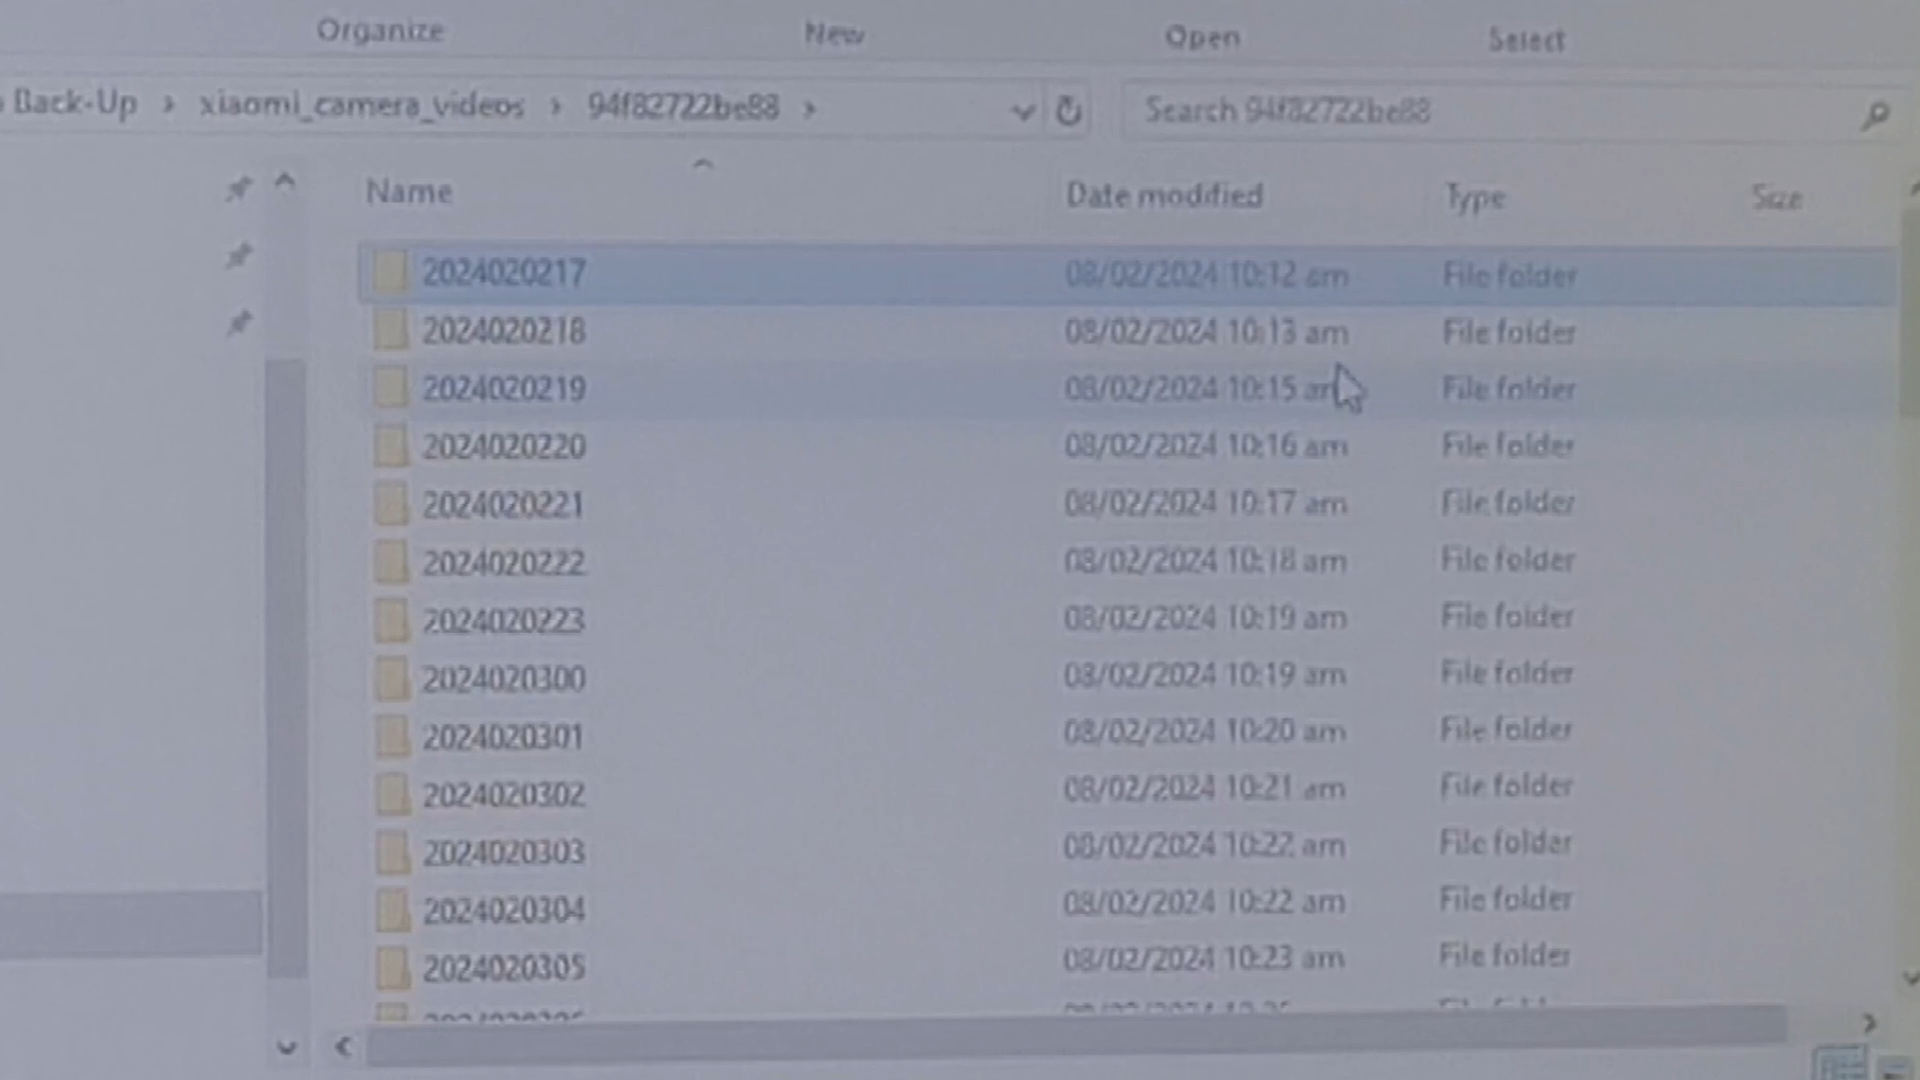 Organize New Open Select
Back-Up › xiaomi_camera_videos › 94f82722be88 › Search 94f82722be88
Name Date modified Type Size
2024020217 08/02/2024 10:12 am File folder
2024020218 08/02/2024 10:13 am File folder
2024020219 08/02/2024 10:15 am File folder
2024020220 08/02/2024 10:16 am File folder
2024020221 08/02/2024 10:17 am File folder
2024020222 08/02/2024 10:18 am File folder
2024020223 08/02/2024 10:19 am File folder
2024020300 08/02/2024 10:19 am File folder
2024020301 08/02/2024 10:20 am File folder
2024020302 08/02/2024 10:21 am File folder
2024020303 08/02/2024 10:22 am File folder
2024020304 08/02/2024 10:22 am File folder
2024020305 08/02/2024 10:23 am File folder